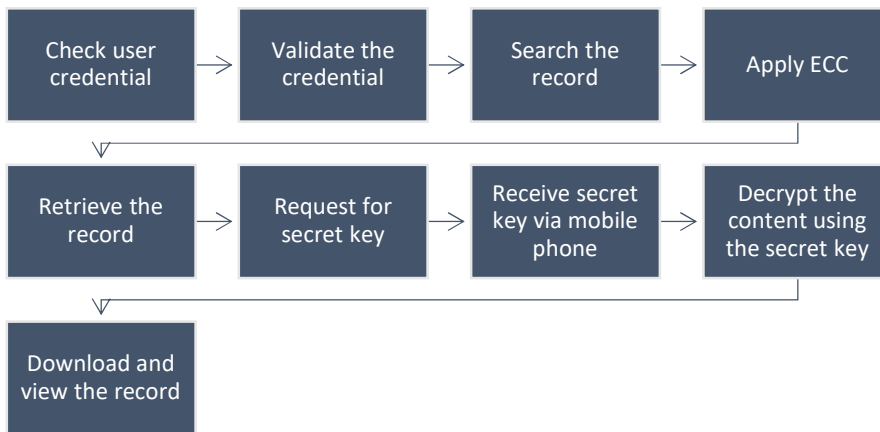 Check user
credential
Validate the
credential
Search the
record
Apply ECC
Retrieve the
record
Request for
secret key
Receive secret
key via mobile
phone
Decrypt the
content using
the secret key
Download and
view the record